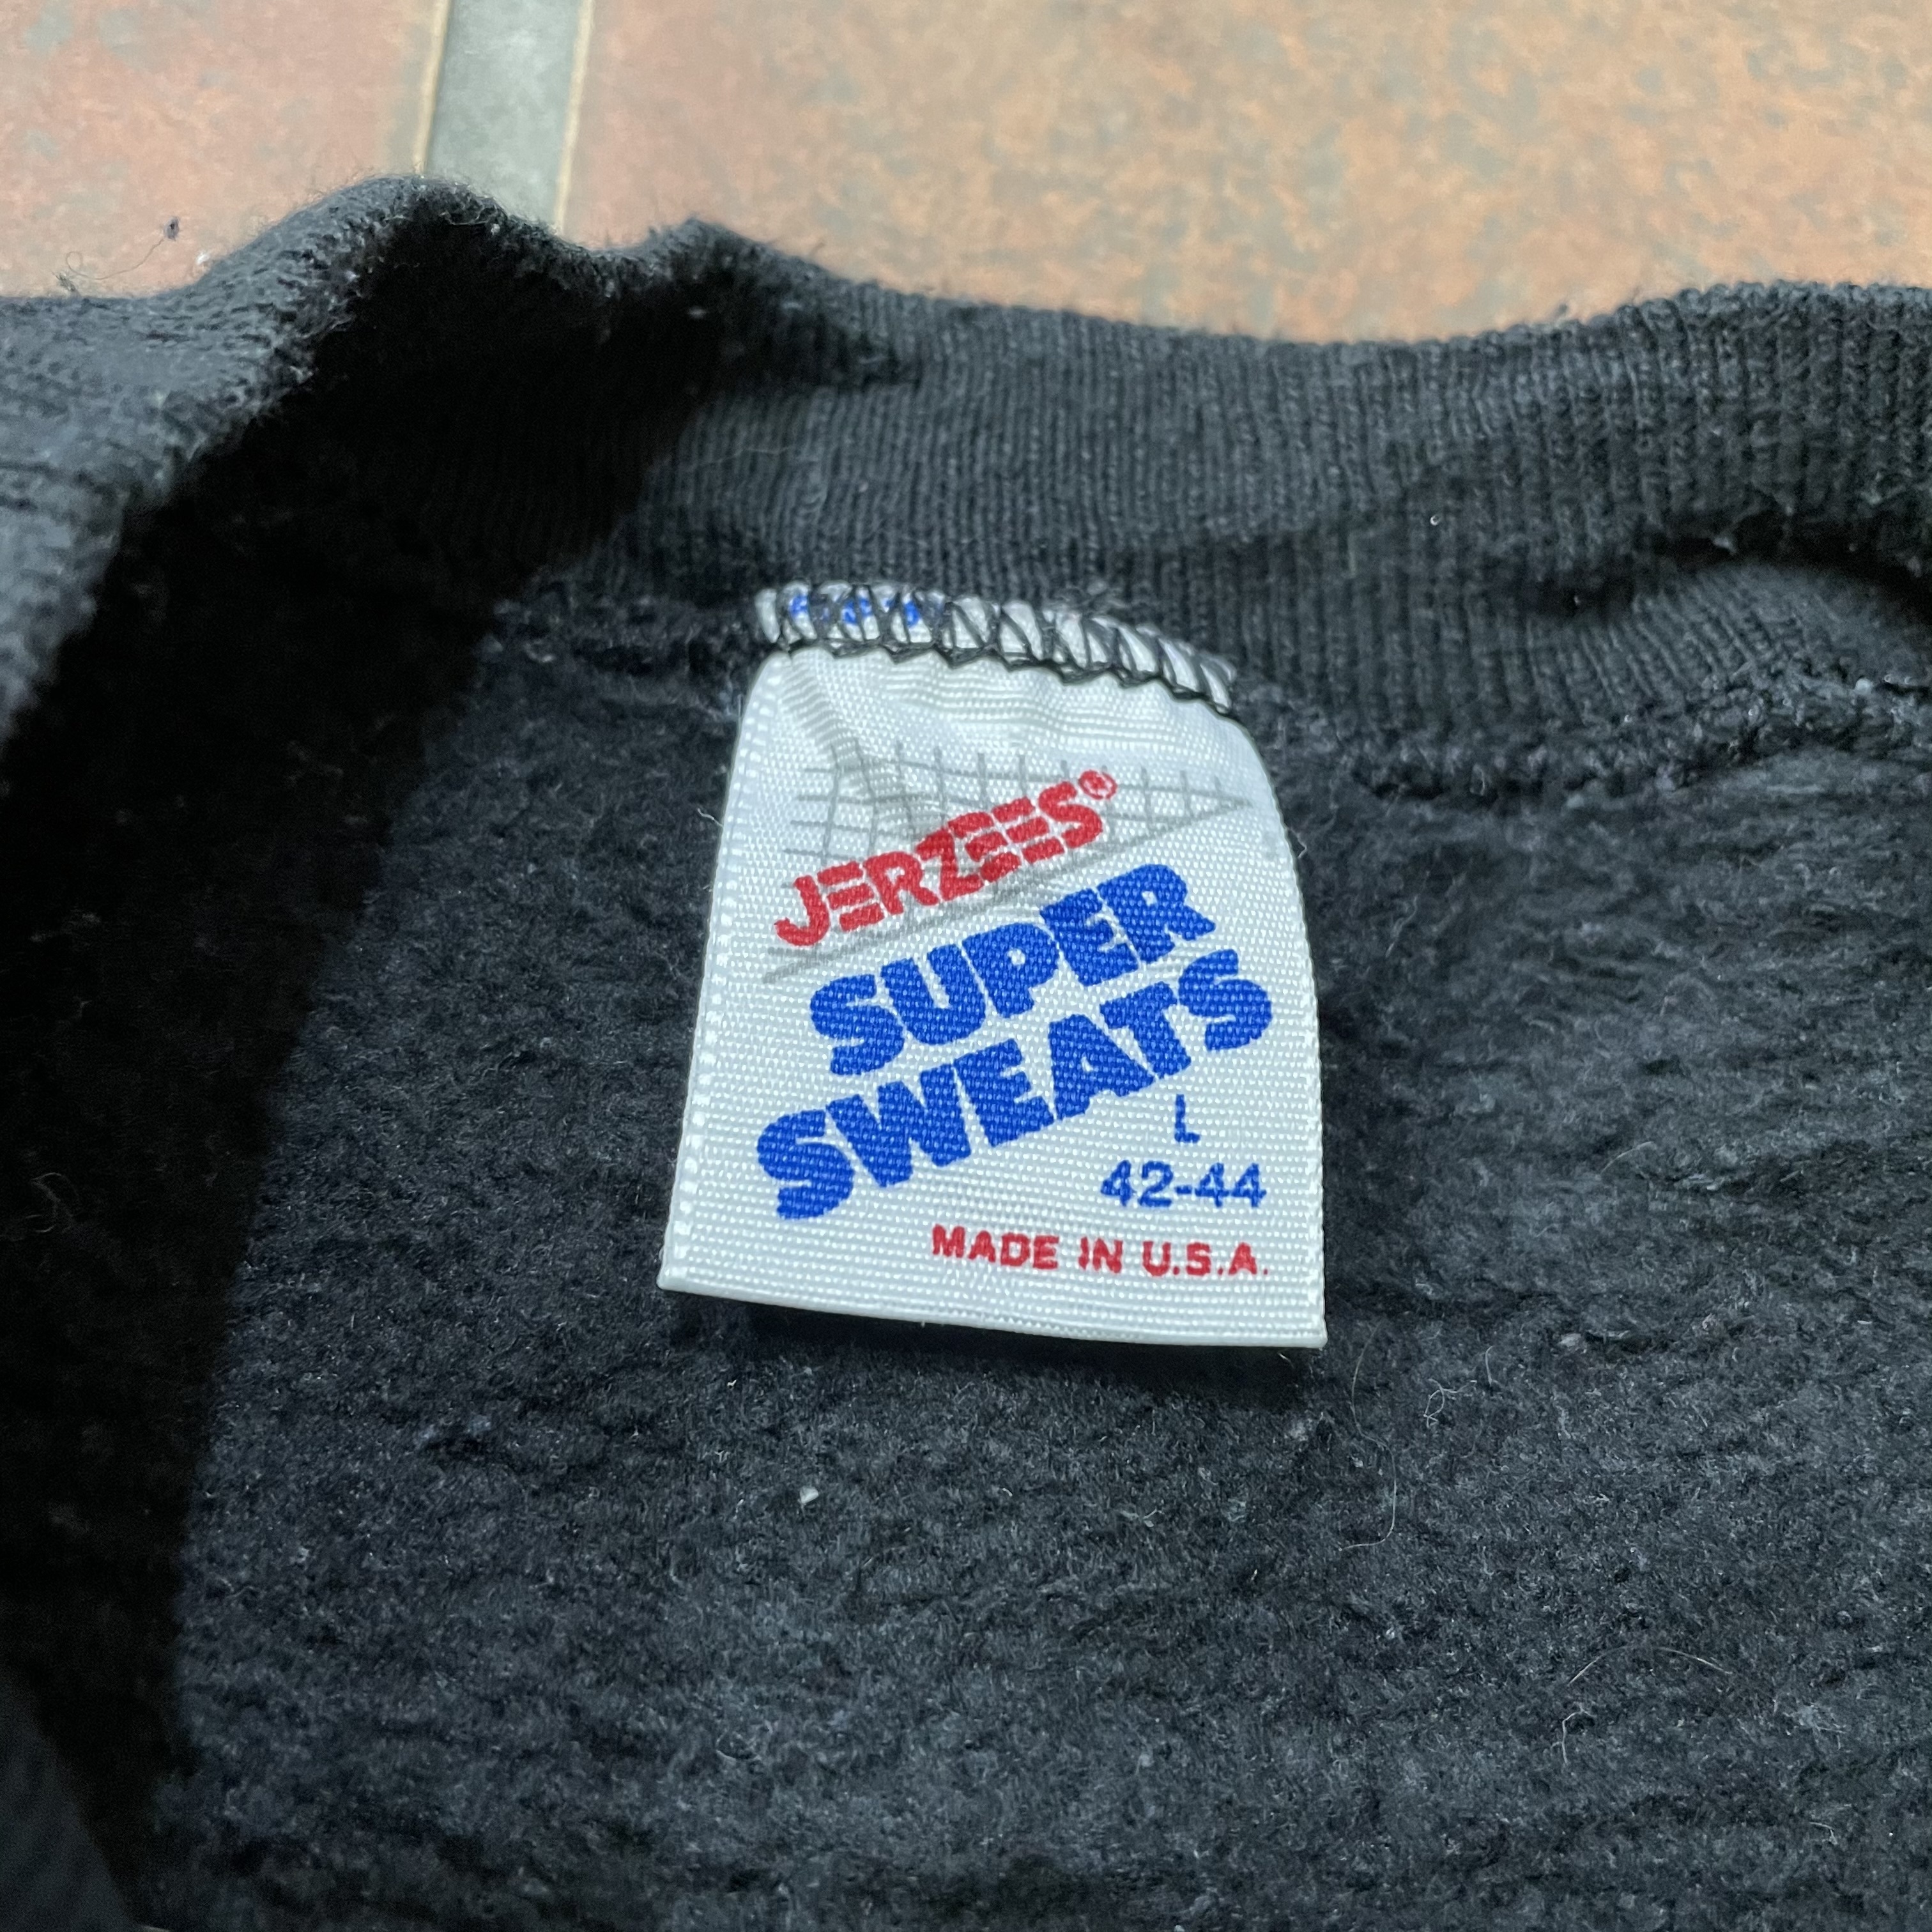 JERZEES®
SUPER
SWEATS
L
42-44
MADE IN U.S.A.